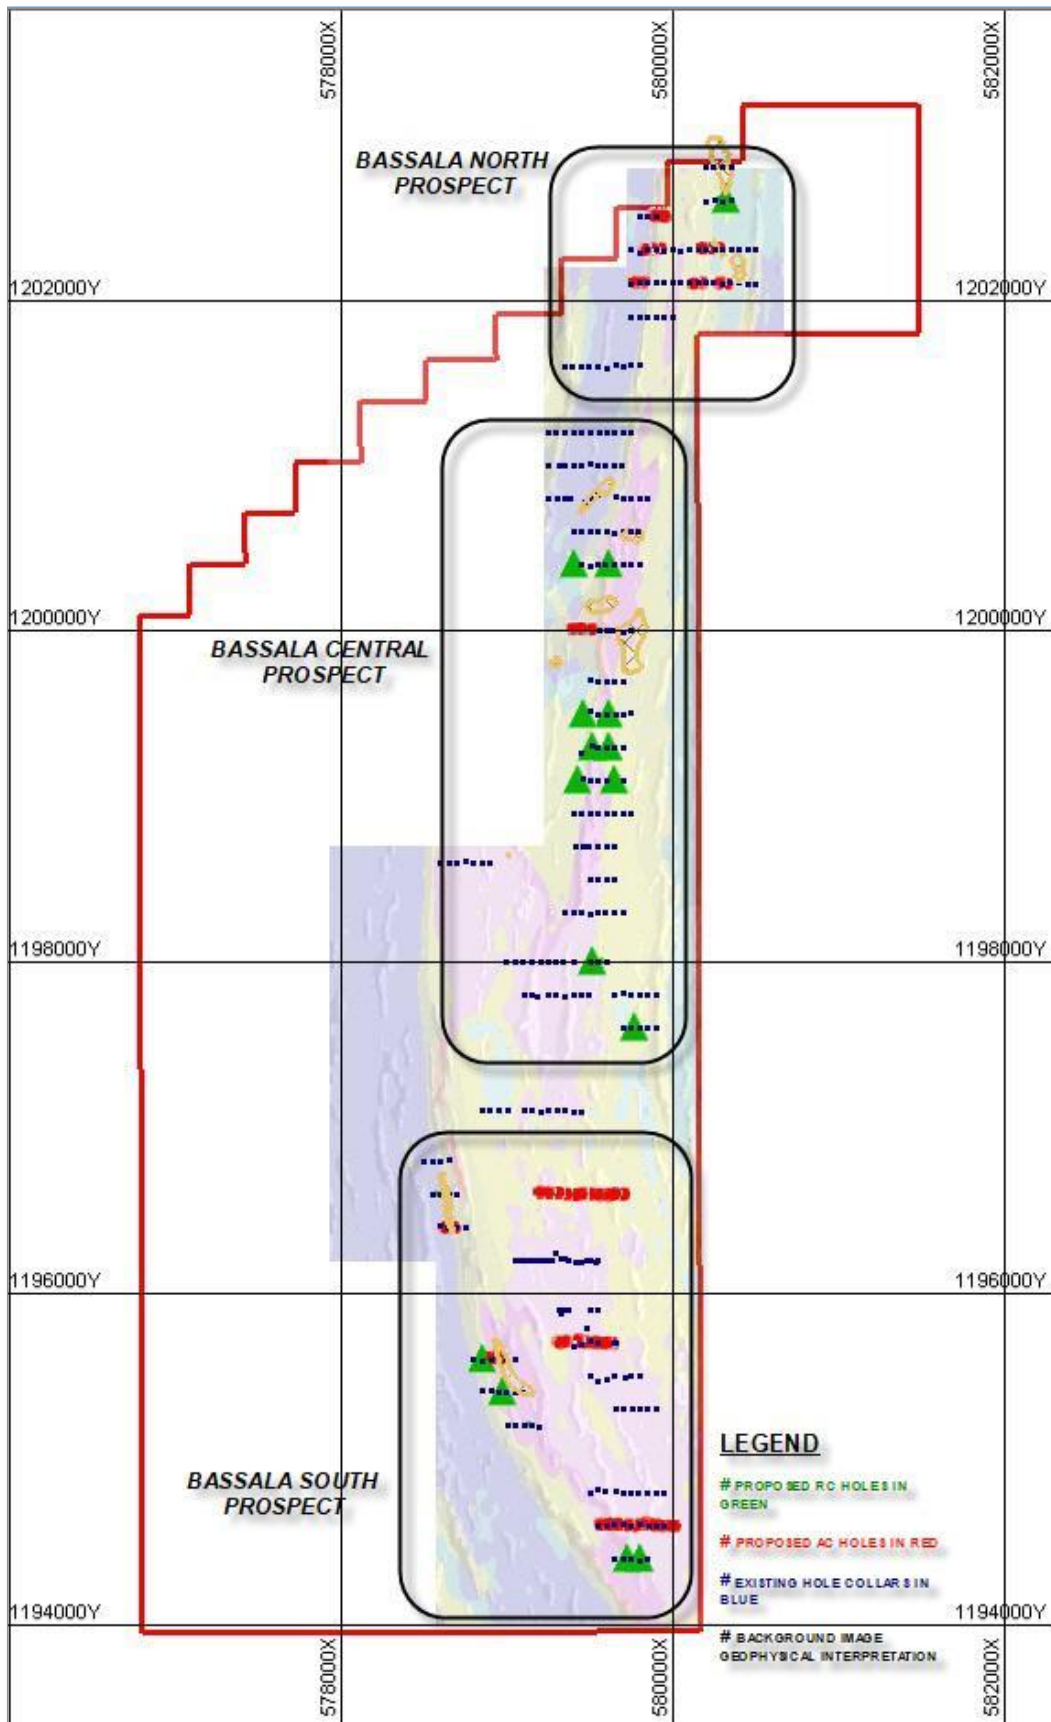 578000X
580000X
582000X
BASSALA NORTH
PROSPECT
1202000Y
1202000Y
1200000Y
1200000Y
BASSALA CENTRAL
PROSPECT
1198000Y
1198000Y
1196000Y
1196000Y
BASSALA SOUTH
PROSPECT
LEGEND
# PROPOSED RC HOLES IN
GREEN
# PROPOSED AC HOLES IN RED
# EXISTING HOLE COLLARS IN
BLUE
1194000Y
1194000Y
# BACKGROUND IMAGE
GEOPHYSICAL INTERPRETATION
578000X
580000X
582000X